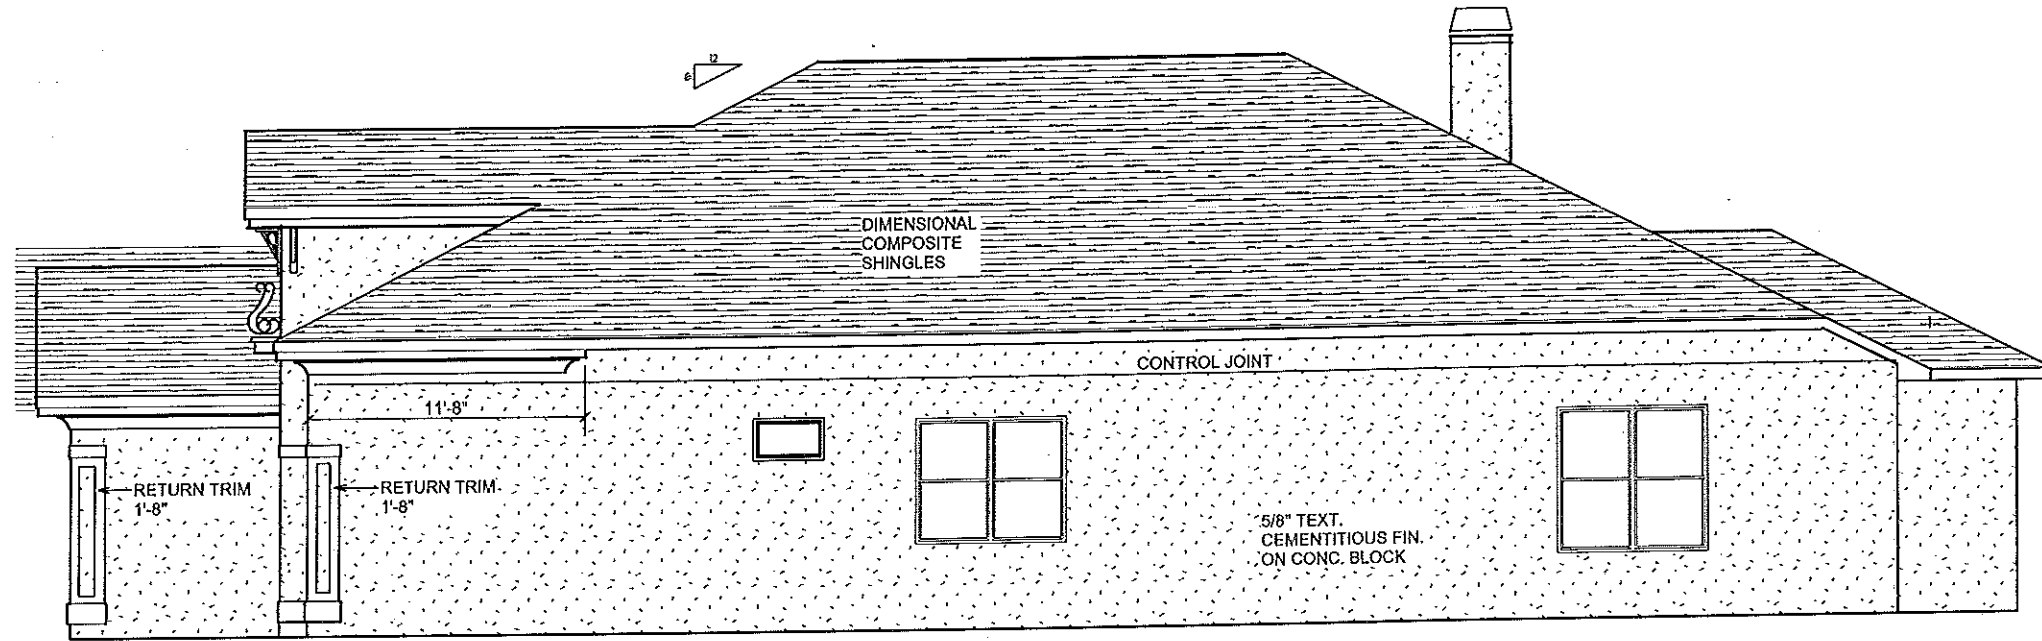 12
6
DIMENSIONAL
COMPOSITE
SHINGLES
CONTROL JOINT
11'-8"
RETURN TRIM
1'-8"
RETURN TRIM
1'-8"
5/8" TEXT.
CEMENTITIOUS FIN.
ON CONC. BLOCK